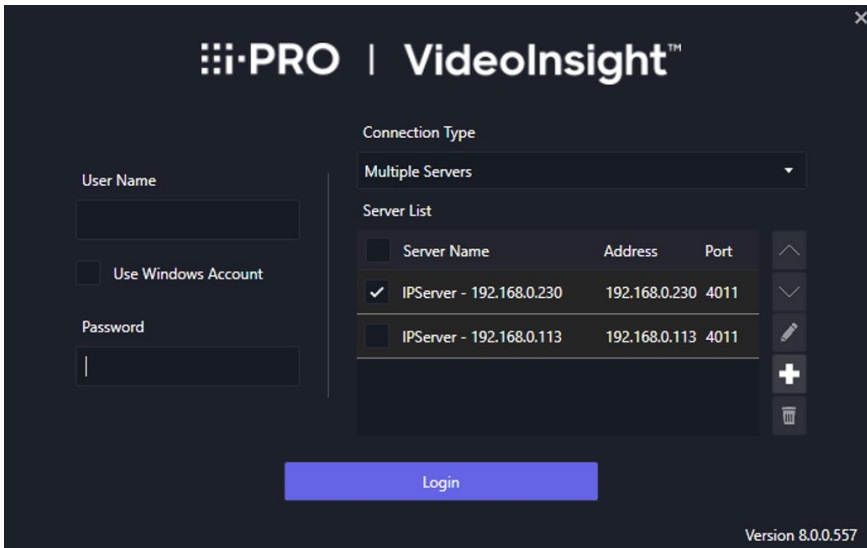 i-PRO | VideoInsight™
Connection Type
Multiple Servers
User Name
Server List
Server Name Address Port
Use Windows Account
IPServer - 192.168.0.230 192.168.0.230 4011
Password
IPServer - 192.168.0.113 192.168.0.113 4011
Login
Version 8.0.0.557